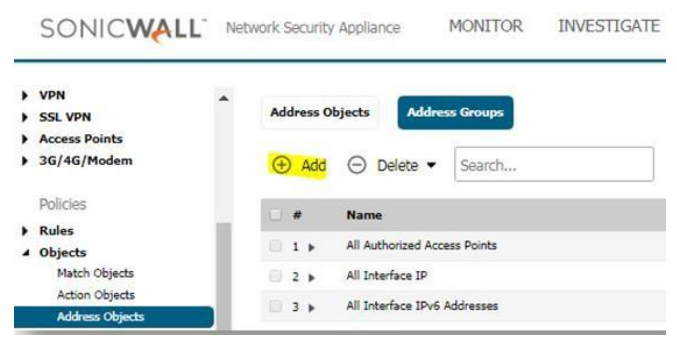 SONICWALL Network Security Appliance MONITOR INVESTIGATE
VPN
SSL VPN
Access Points
3G/4G/Modem
Policies
Rules
Objects
Match Objects
Action Objects
Address Objects
Address Objects Address Groups
Add Delete Search...
# Name
1 All Authorized Access Points
2 All Interface IP
3 All Interface IPv6 Addresses